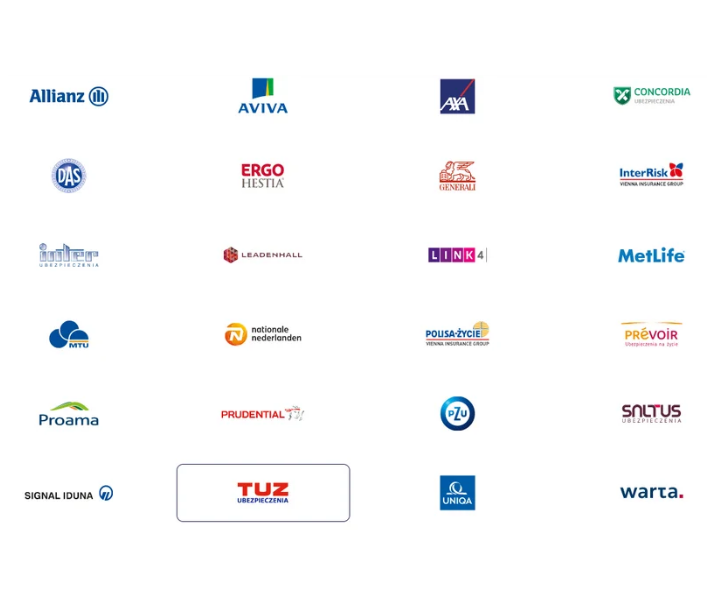 Allianz
AVIVA
AXA
CONCORDIA
UBEZPIECZENIA
DAS
ERGO
HESTIA
GENERALI
InterRisk
VIENNA INSURANCE GROUP
inter
UBEZPIECZENIA
LEADENHALL
LINK4
MetLife
MTU
nationale
nederlanden
POLISA-ŻYCIE
VIENNA INSURANCE GROUP
PRÉVOIR
Ubezpieczenia na życie
Proama
PRUDENTIAL
PZU
SALTUS
UBEZPIECZENIA
SIGNAL IDUNA
TUZ
UBEZPIECZENIA
UNIQA
warta.